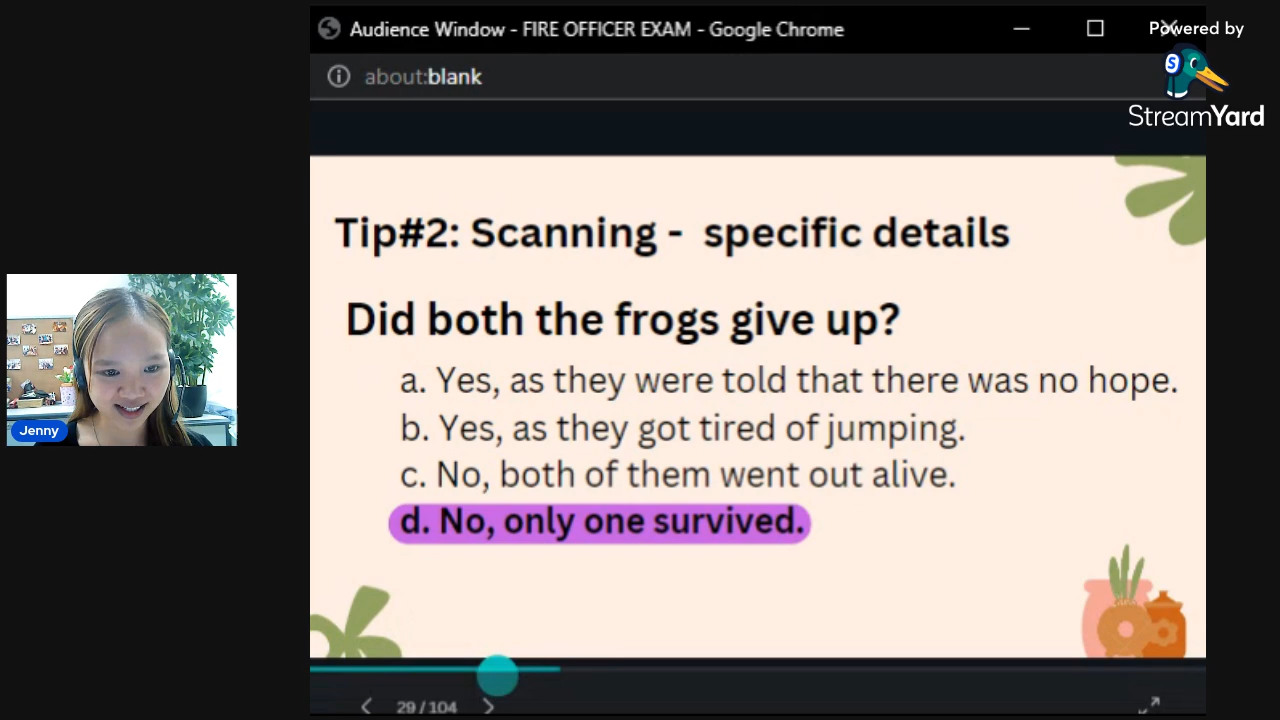 Audience Window - FIRE OFFICER EXAM - Google Chrome
Powered by
about:blank
S
StreamYard
Tip#2: Scanning - specific details
Did both the frogs give up?
a. Yes, as they were told that there was no hope.
b. Yes, as they got tired of jumping.
c. No, both of them went out alive.
d. No, only one survived.
Jenny
29 / 104